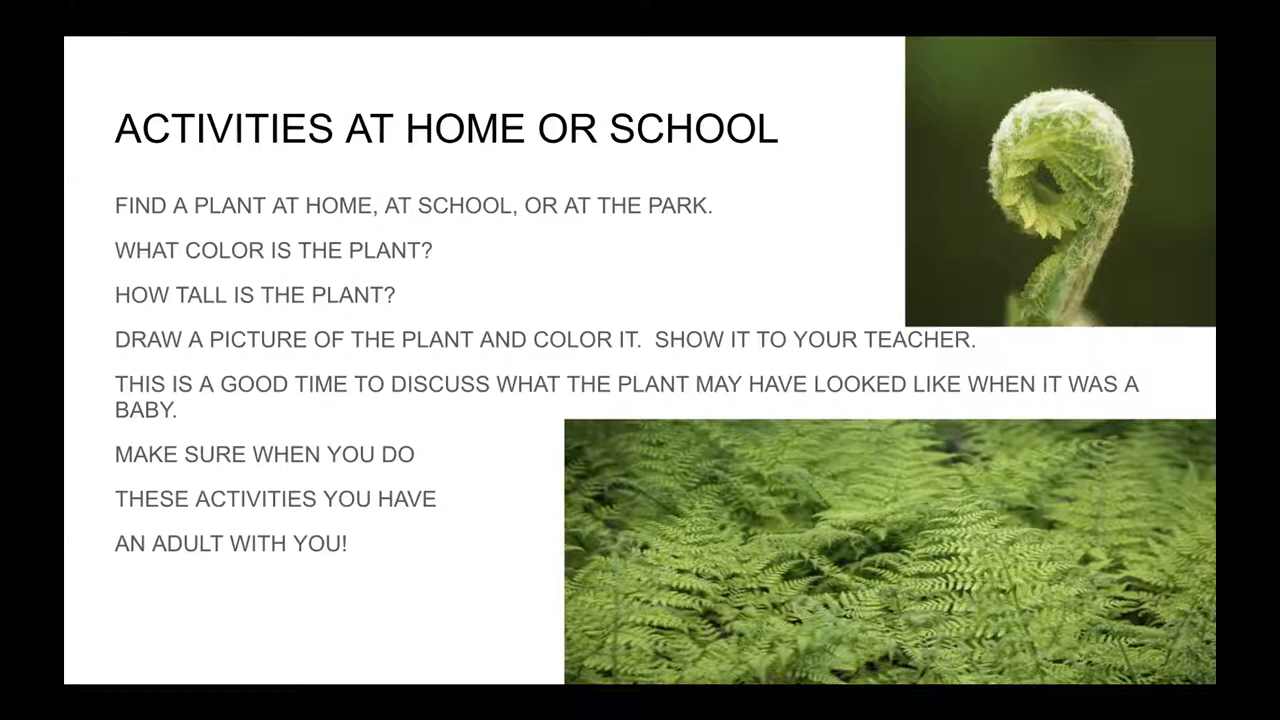 ACTIVITIES AT HOME OR SCHOOL
FIND A PLANT AT HOME, AT SCHOOL, OR AT THE PARK.
WHAT COLOR IS THE PLANT?
HOW TALL IS THE PLANT?
DRAW A PICTURE OF THE PLANT AND COLOR IT.  SHOW IT TO YOUR TEACHER.
THIS IS A GOOD TIME TO DISCUSS WHAT THE PLANT MAY HAVE LOOKED LIKE WHEN IT WAS A
BABY.
MAKE SURE WHEN YOU DO
THESE ACTIVITIES YOU HAVE
AN ADULT WITH YOU!